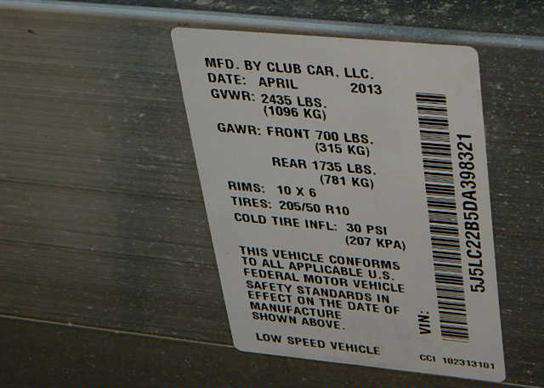 MFD. BY CLUB CAR, LLC.
DATE: APRIL 2013
GVWR: 2435 LBS.
(1096 KG)
GAWR: FRONT 700 LBS.
(315 KG)
REAR 1735 LBS.
(781 KG)
RIMS: 10 X 6
TIRES: 205/50 R10
COLD TIRE INFL: 30 PSI
(207 KPA)
THIS VEHICLE CONFORMS
TO ALL APPLICABLE U.S.
FEDERAL MOTOR VEHICLE
SAFETY STANDARDS IN
EFFECT ON THE DATE OF
MANUFACTURE
SHOWN ABOVE.
LOW SPEED VEHICLE
VIN:
5J5LC22B5DA398321
CCI 102313101